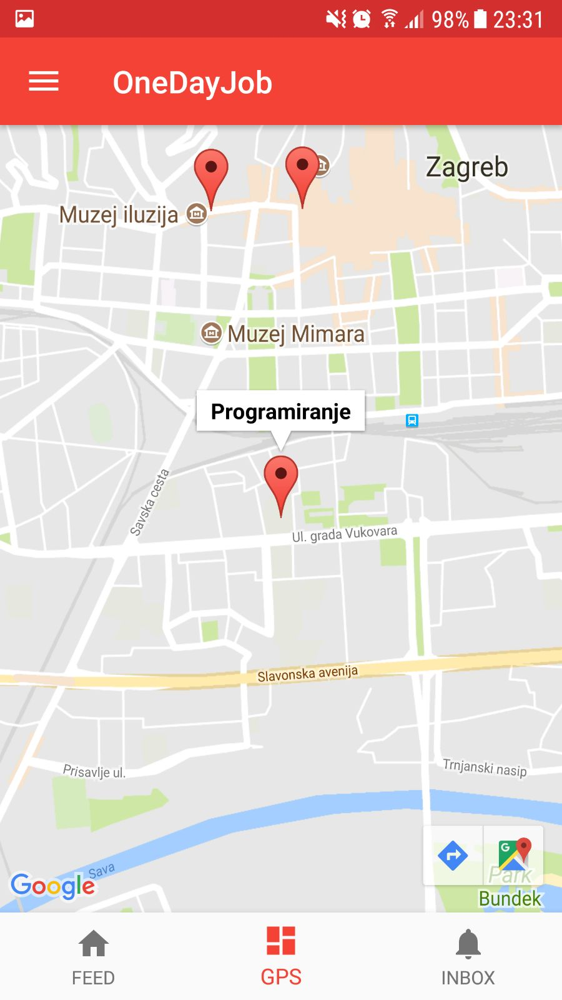 98% 23:31
OneDayJob
Zagreb
Muzej iluzija
Muzej Mimara
Programiranje
Savska cesta
Ul. grada Vukovara
Slavonska avenija
Prisavlje ul.
Trnjanski nasip
Sava
Google
G
Park
Bundek
FEED
GPS
INBOX